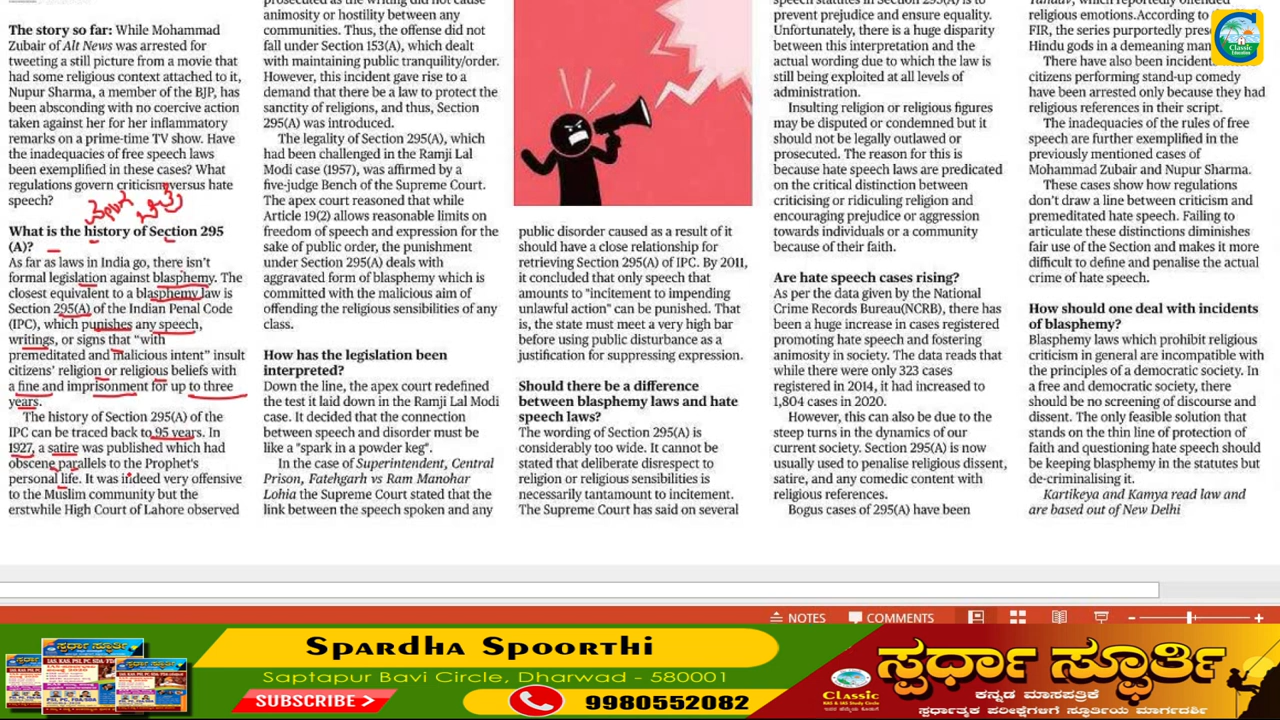 The story so far: While Mohammad
Zubair of Alt News was arrested for
tweeting a still picture from a movie that
had some religious context attached to it,
Nupur Sharma, a member of the BJP, has
been absconding with no coercive action
taken against her for her inflammatory
remarks on a prime-time TV show. Have
the inadequacies of free speech laws
been exemplified in these cases? What
regulations govern criticism versus hate
speech?
What is the history of Section 295
(A)?
As far as laws in India go, there isn't
formal legislation against blasphemy. The
closest equivalent to a blasphemy law is
Section 295(A) of the Indian Penal Code
(IPC), which punishes any speech,
writings, or signs that "with
premeditated and malicious intent" insult
citizens' religion or religious beliefs with
a fine and imprisonment for up to three
years.
The history of Section 295(A) of the
IPC can be traced back to 95 years. In
1927, a satire was published which had
obscene parallels to the Prophet's
personal life. It was indeed very offensive
to the Muslim community but the
erstwhile High Court of Lahore observed
prosecuted as the writing did not cause
animosity or hostility between any
communities. Thus, the offense did not
fall under Section 153(A), which dealt
with maintaining public tranquility/order.
However, this incident gave rise to a
demand that there be a law to protect the
sanctity of religions, and thus, Section
295(A) was introduced.
The legality of Section 295(A), which
had been challenged in the Ramji Lal
Modi case (1957), was affirmed by a
five-judge Bench of the Supreme Court.
The apex court reasoned that while
Article 19(2) allows reasonable limits on
freedom of speech and expression for the
sake of public order, the punishment
under Section 295(A) deals with
aggravated form of blasphemy which is
committed with the malicious aim of
offending the religious sensibilities of any
class.
How has the legislation been
interpreted?
Down the line, the apex court redefined
the test it laid down in the Ramji Lal Modi
case. It decided that the connection
between speech and disorder must be
like a "spark in a powder keg".
In the case of Superintendent, Central
Prison, Fatehgarh vs Ram Manohar
Lohia the Supreme Court stated that the
link between the speech spoken and any
public disorder caused as a result of it
should have a close relationship for
retrieving Section 295(A) of IPC. By 2011,
it concluded that only speech that
amounts to "incitement to impending
unlawful action" can be punished. That
is, the state must meet a very high bar
before using public disturbance as a
justification for suppressing expression.
Should there be a difference
between blasphemy laws and hate
speech laws?
The wording of Section 295(A) is
considerably too wide. It cannot be
stated that deliberate disrespect to
religion or religious sensibilities is
necessarily tantamount to incitement.
The Supreme Court has said on several
speech statutes in Section 295(A) is to
prevent prejudice and ensure equality.
Unfortunately, there is a huge disparity
between this interpretation and the
actual wording due to which the law is
still being exploited at all levels of
administration.
Insulting religion or religious figures
may be disputed or condemned but it
should not be legally outlawed or
prosecuted. The reason for this is
because hate speech laws are predicated
on the critical distinction between
criticising or ridiculing religion and
encouraging prejudice or aggression
towards individuals or a community
because of their faith.
Are hate speech cases rising?
As per the data given by the National
Crime Records Bureau(NCRB), there has
been a huge increase in cases registered
promoting hate speech and fostering
animosity in society. The data reads that
while there were only 323 cases
registered in 2014, it had increased to
1,804 cases in 2020.
However, this can also be due to the
steep turn in the dynamics of our
current society. Section 295(A) is now
usually used to penalise religious dissent,
satire, and any comedic content with
religious references.
Bogus cases of 295(A) have been
Tandav, which reportedly offended
religious emotions.According to
FIR, the series purportedly
Hindu gods in a demeaning
There have also been
citizens performing stand-up comedy
have been arrested only because they had
religious references in their script.
The inadequacies of the rules of free
speech are further exemplified in the
previously mentioned cases of
Mohammad Zubair and Nupur Sharma.
These cases show how regulations
don't draw a line between criticism and
premeditated hate speech. Failing to
articulate these distinctions diminishes
fair use of the Section and makes it more
difficult to define and penalise the actual
crime of hate speech.
How should one deal with incidents
of blasphemy?
Blasphemy laws which prohibit religious
criticism in general are incompatible with
the principles of a democratic society. In
a free and democratic society, there
should be no screening of discourse and
dissent. The only feasible solution that
stands on the thin line of protection of
faith and questioning hate speech should
be keeping blasphemy in the statutes but
de-criminalising it.
Kartikeya and Kamya read law and
are based out of New Delhi
Classic
Education
NOTES
COMMENTS
Spardha Spoorthi
Saptapur Bavi Circle, Dharwad - 580001
SUBSCRIBE
9980552082
Classic
KAS & IAS Study Circle
ಸ್ಪರ್ಧಾ ಸ್ಫೂರ್ತಿ
ಕನ್ನಡ ಮಾಸಪತ್ರಿಕೆ
ಸ್ಪರ್ಧಾತ್ಮಕ ಪರೀಕ್ಷೆಗಳಿಗೆ ಸ್ಫೂರ್ತಿಯ ಮಾರ್ಗದರ್ಶಿ